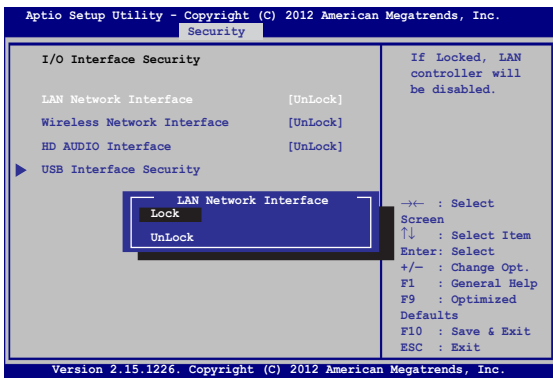 Aptio Setup Utility - Copyright (C) 2012 American Megatrends, Inc.
Security
I/O Interface Security
LAN Network Interface [UnLock]
Wireless Network Interface [UnLock]
HD AUDIO Interface [UnLock]
USB Interface Security
LAN Network Interface
Lock
UnLock
If Locked, LAN
controller will
be disabled.
→← : Select
Screen
↑↓ : Select Item
Enter: Select
+/— : Change Opt.
F1 : General Help
F9 : Optimized
Defaults
F10 : Save & Exit
ESC : Exit
Version 2.15.1226. Copyright (C) 2012 American Megatrends, Inc.